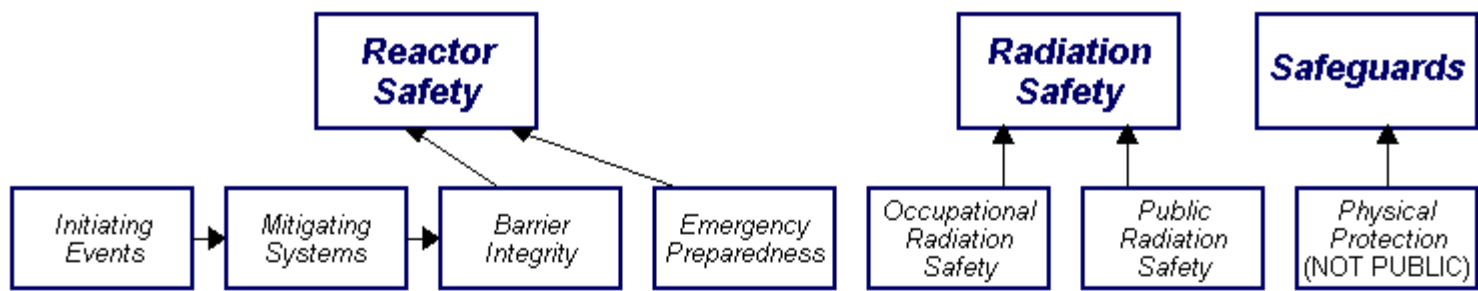 Reactor
Safety
Radiation
Safety
Safeguards
Initiating
Events
Mitigating
Systems
Barrier
Integrity
Emergency
Preparedness
Occupational
Radiation
Safety
Public
Radiation
Safety
Physical
Protection
(NOT PUBLIC)